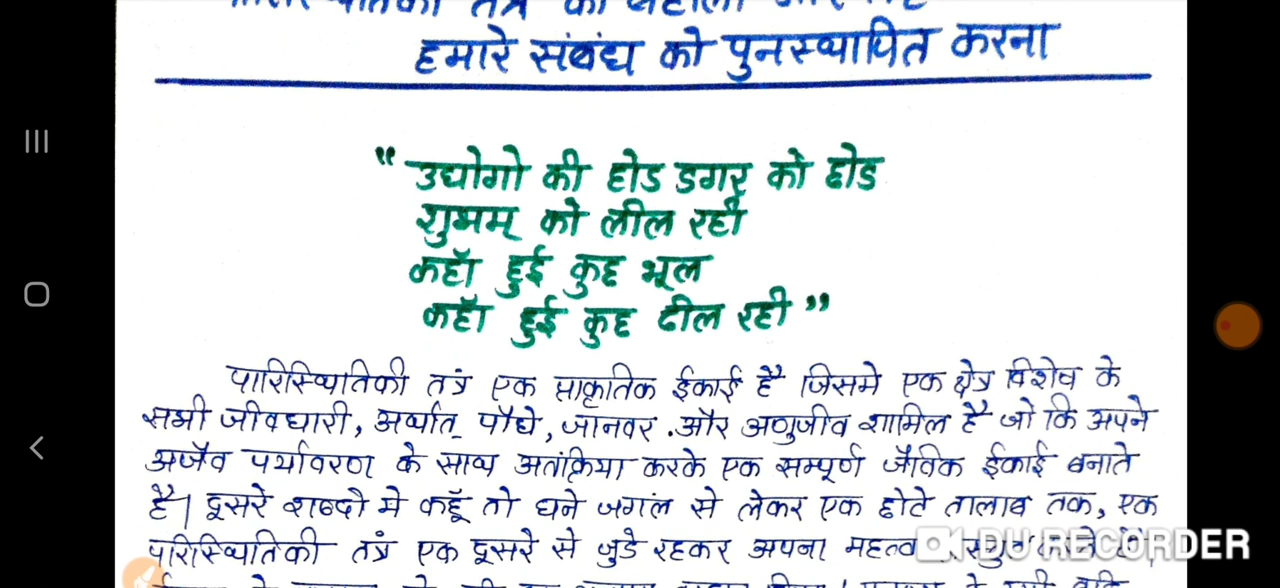 हमारे संबंध को पुनस्थापित करना
“ उद्योगो की होड डगर को छोड
शुभम् को लील रही
कहाँ हुई कुछ भूल
कहाँ हुई कुछ ढील रही ”
पारिस्थितिकी तंत्र एक प्राकृतिक ईकाई है जिसमे एक क्षेत्र विशेष के
सभी जीवधारी, अर्थात् पौधे, जानवर और अणुजीव शामिल है जो कि अपने
अजैव पर्यावरण के साथ अतंक्रिया करके एक सम्पूर्ण जैविक ईकाई बनाते
है। दूसरे शब्दो मे कहूँ तो घने जगंल से लेकर एक छोटे तालाब तक, एक
पारिस्थितिकी तंत्र एक दूसरे से जुडे रहकर अपना महत्व
DU RECORDER